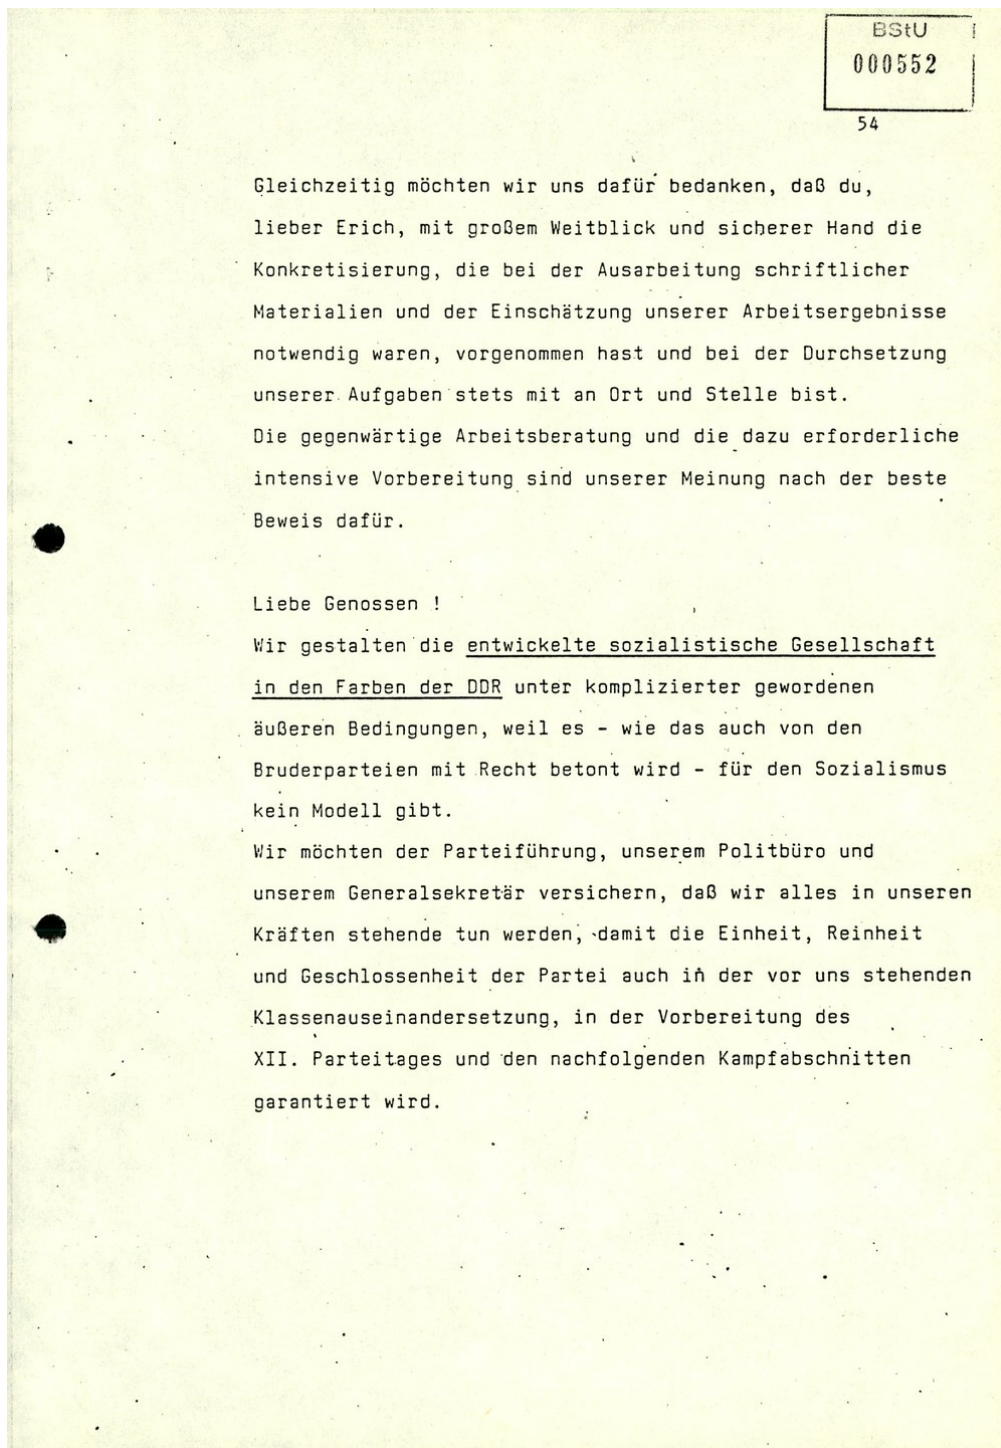 BStU
000552
54
Gleichzeitig möchten wir uns dafür bedanken, daß du,
lieber Erich, mit großem Weitblick und sicherer Hand die
Konkretisierung, die bei der Ausarbeitung schriftlicher
Materialien und der Einschätzung unserer Arbeitsergebnisse
notwendig waren, vorgenommen hast und bei der Durchsetzung
unserer Aufgaben stets mit an Ort und Stelle bist.
Die gegenwärtige Arbeitsberatung und die dazu erforderliche
intensive Vorbereitung sind unserer Meinung nach der beste
Beweis dafür.
Liebe Genossen !
Wir gestalten die entwickelte sozialistische Gesellschaft
in den Farben der DDR unter komplizierter gewordenen
äußeren Bedingungen, weil es - wie das auch von den
Bruderparteien mit Recht betont wird - für den Sozialismus
kein Modell gibt.
Wir möchten der Parteiführung, unserem Politbüro und
unserem Generalsekretär versichern, daß wir alles in unseren
Kräften stehende tun werden, damit die Einheit, Reinheit
und Geschlossenheit der Partei auch in der vor uns stehenden
Klassenauseinandersetzung, in der Vorbereitung des
XII. Parteitages und den nachfolgenden Kampfabschnitten
garantiert wird.